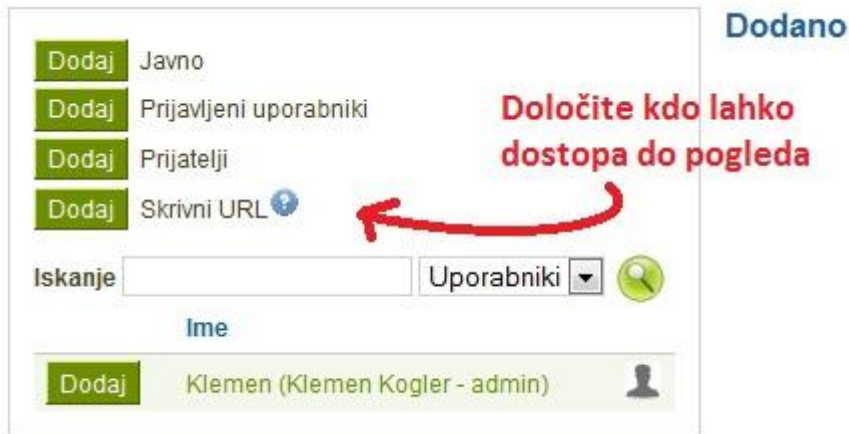 Dodano
Dodaj Javno
Dodaj Prijavljeni uporabniki
Dodaj Prijatelji
Dodaj Skrivni URL ?
Določite kdo lahko
dostopa do pogleda
Iskanje Uporabniki
Ime
Dodaj Klemen (Klemen Kogler - admin)